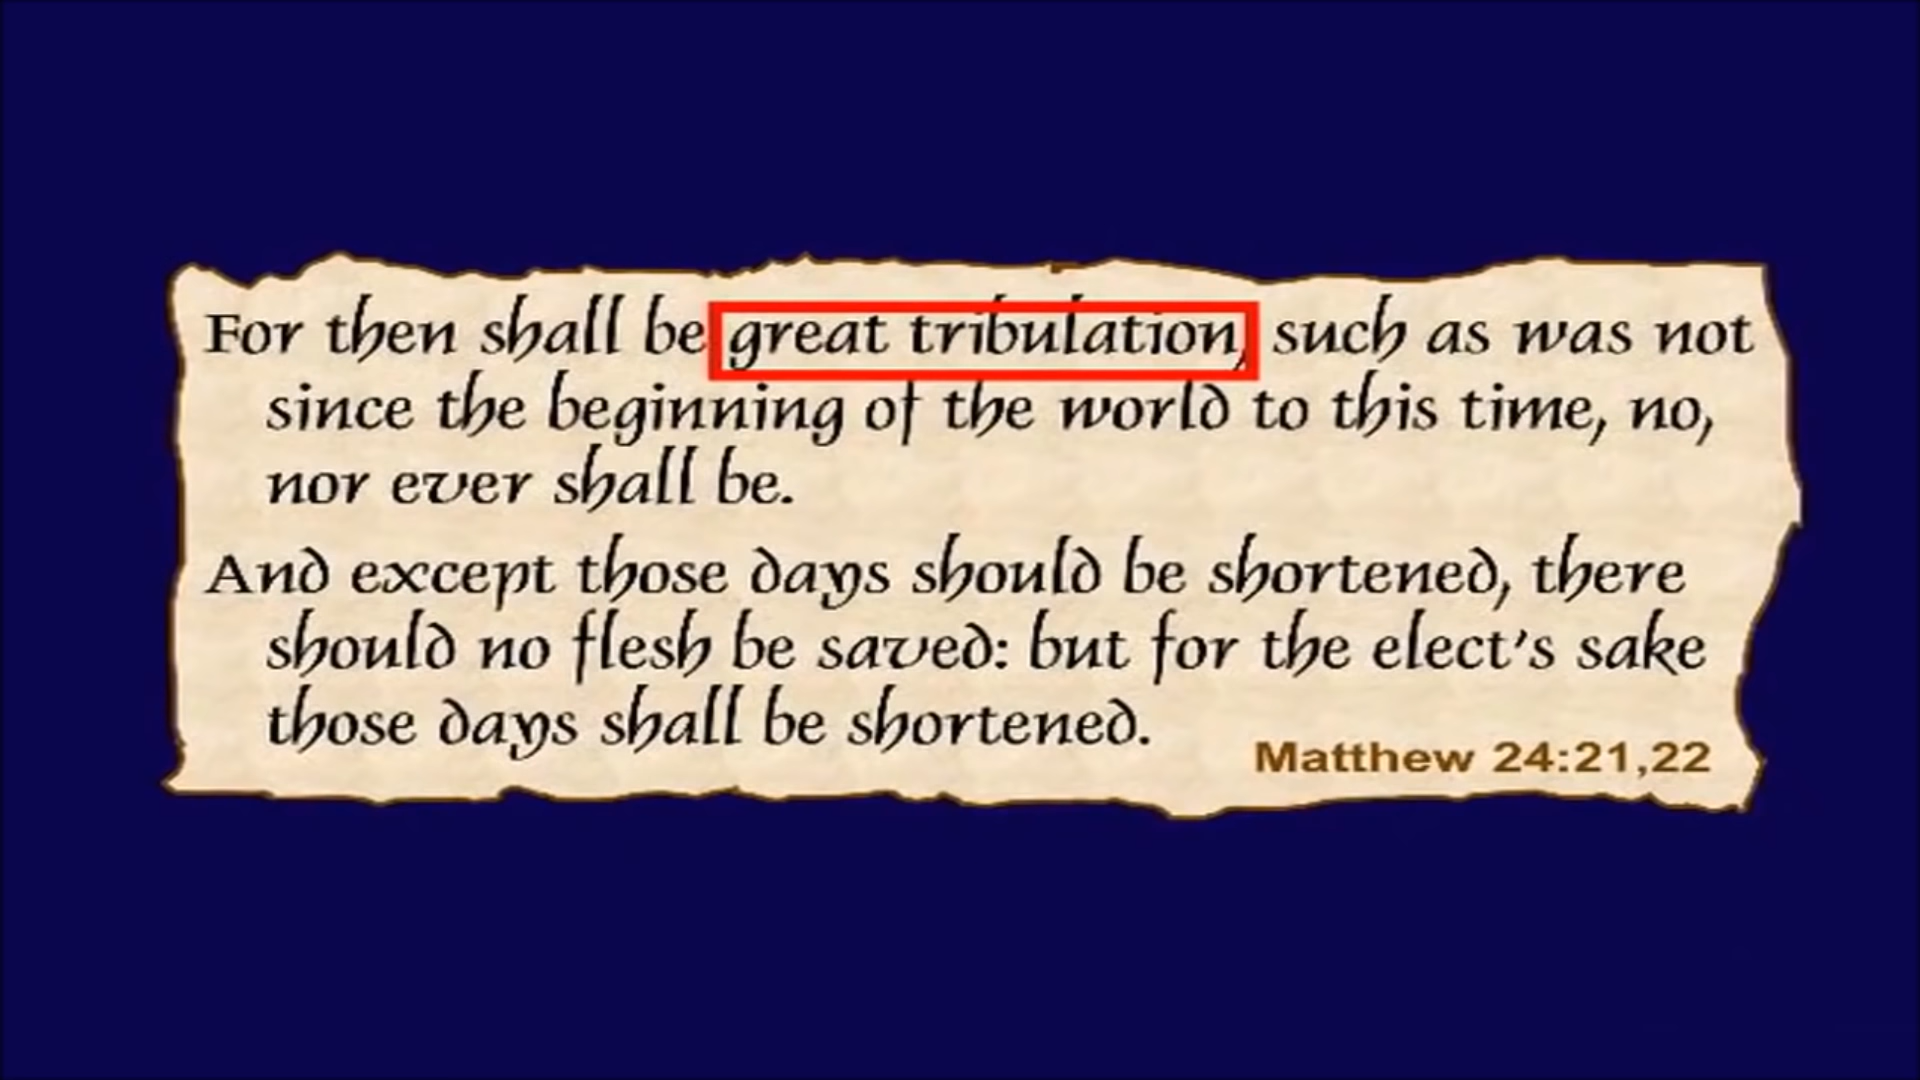 For then shall be great tribulation, such as was not
since the beginning of the world to this time, no,
nor ever shall be.
And except those days should be shortened, there
should no flesh be saved: but for the elect's sake
those days shall be shortened.
Matthew 24:21,22